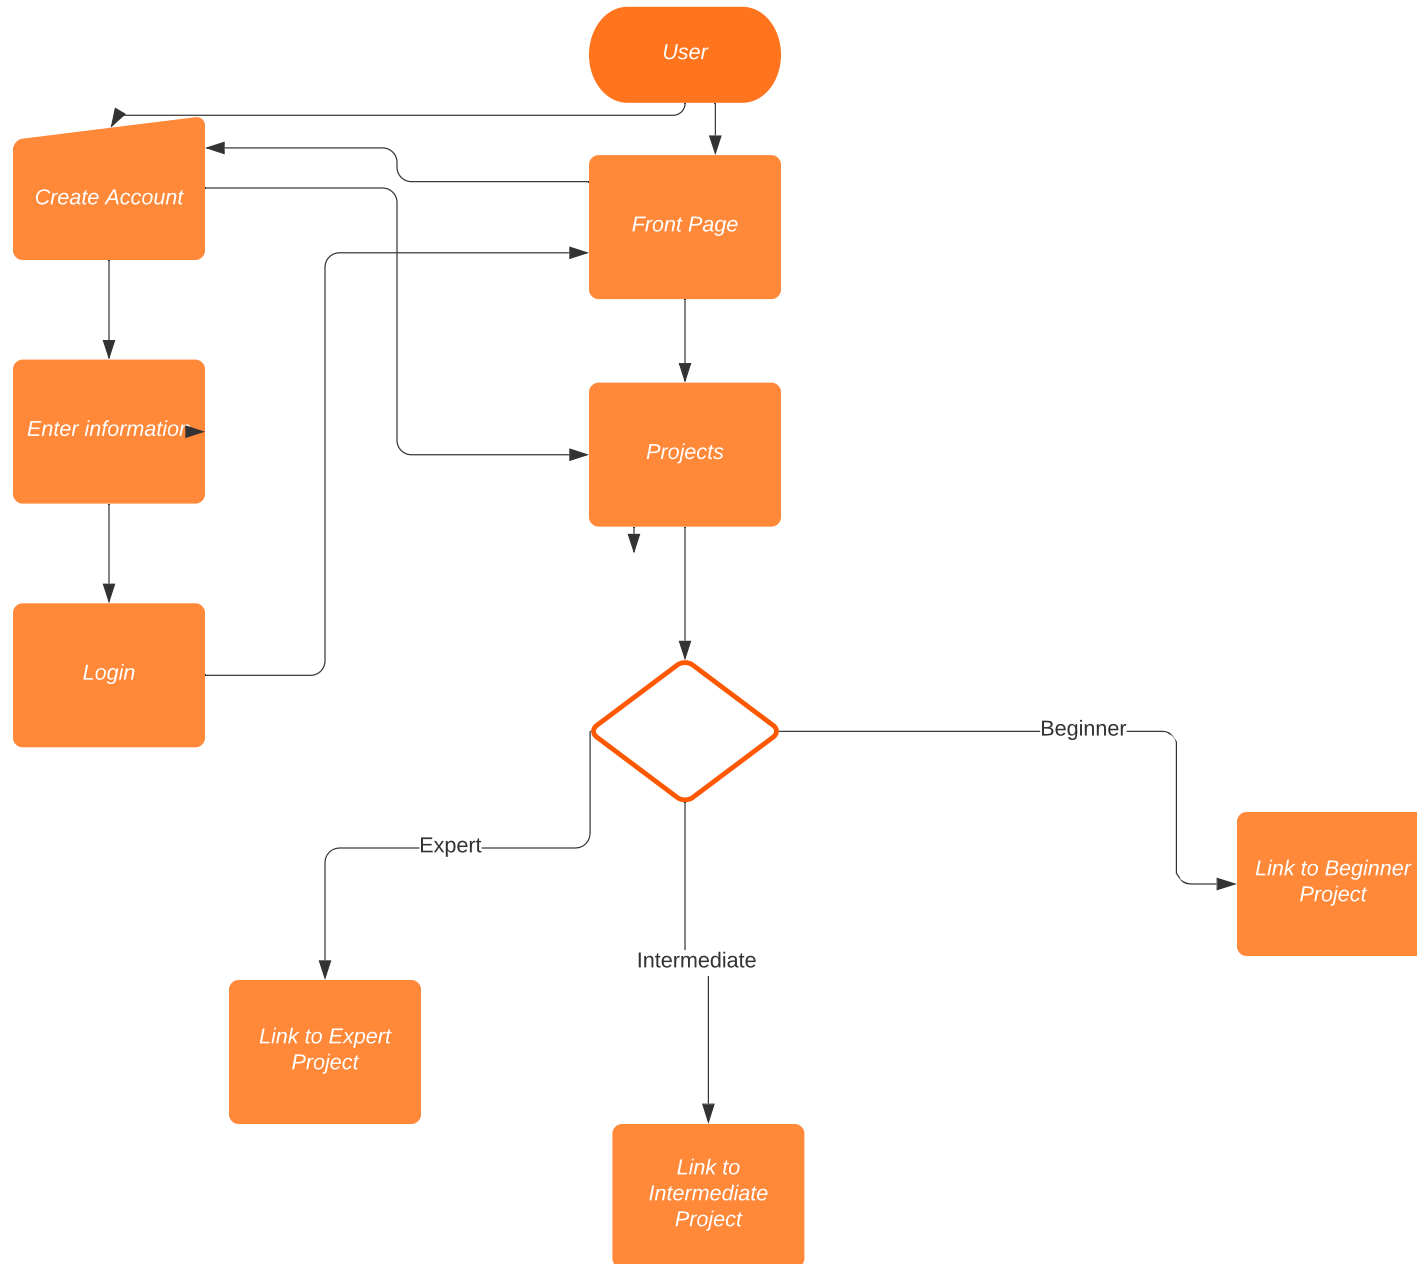 User
Create Account
Front Page
Enter information
Projects
Login
Beginner
Expert
Link to Beginner
Project
Intermediate
Link to Expert
Project
Link to
Intermediate
Project